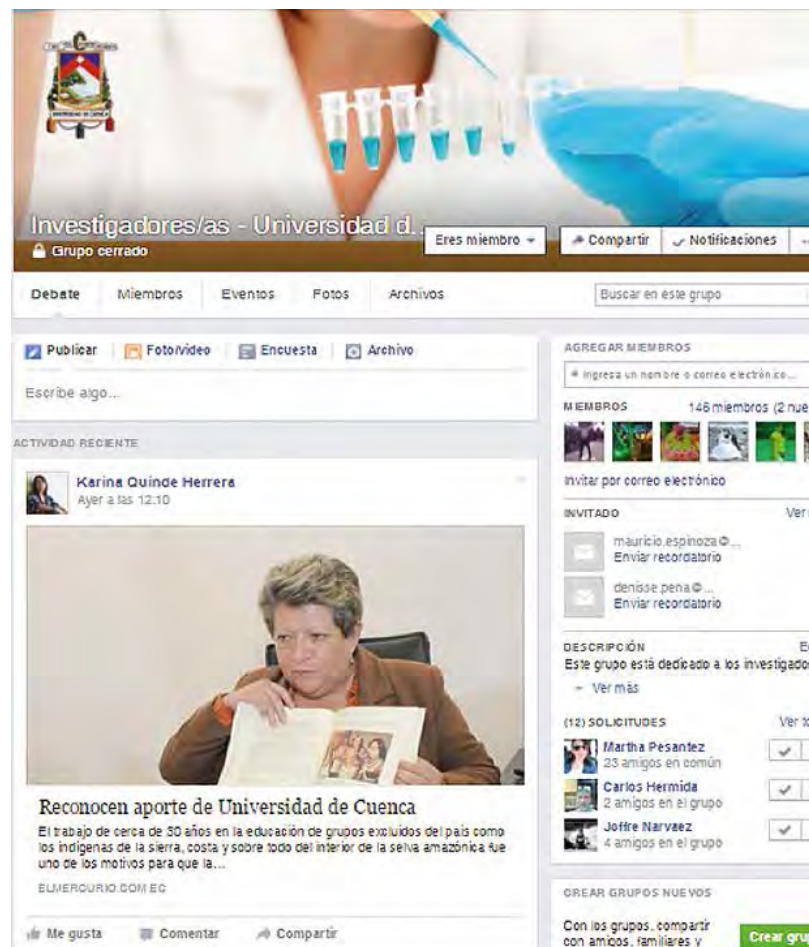 Investigadores/as - Universidad d...
Grupo cerrado
Eres miembro
Compartir
Notificaciones
Debate
Miembros
Eventos
Fotos
Archivos
Buscar en este grupo
Publicar
Foto/video
Encuesta
Archivo
Escribe algo...
ACTIVIDAD RECIENTE
Karina Quinde Herrera
Ayer a las 12:10
Reconocen aporte de Universidad de Cuenca
El trabajo de cerca de 30 años en la educación de grupos excluidos del país como
los indígenas de la sierra, costa y sobre todo del interior de la selva amazónica fue
uno de los motivos para que la...
ELMERCURIO.COM.EC
Me gusta
Comentar
Compartir
AGREGAR MIEMBROS
Ingresa un nombre o correo electrónico...
MIEMBROS
146 miembros (2 nue
Invitar por correo electrónico
INVITADO
Ver
mauricio.espinoza@...
Enviar recordatorio
denisse.pena@...
Enviar recordatorio
DESCRIPCIÓN
Este grupo está dedicado a los investigador
Ver más
(12) SOLICITUDES
Ver to
Martha Pesantez
23 amigos en común
Carlos Hermida
2 amigos en el grupo
Joffre Narvaez
4 amigos en el grupo
CREAR GRUPOS NUEVOS
Con los grupos, compartir
con amigos, familiares y
Crear grup